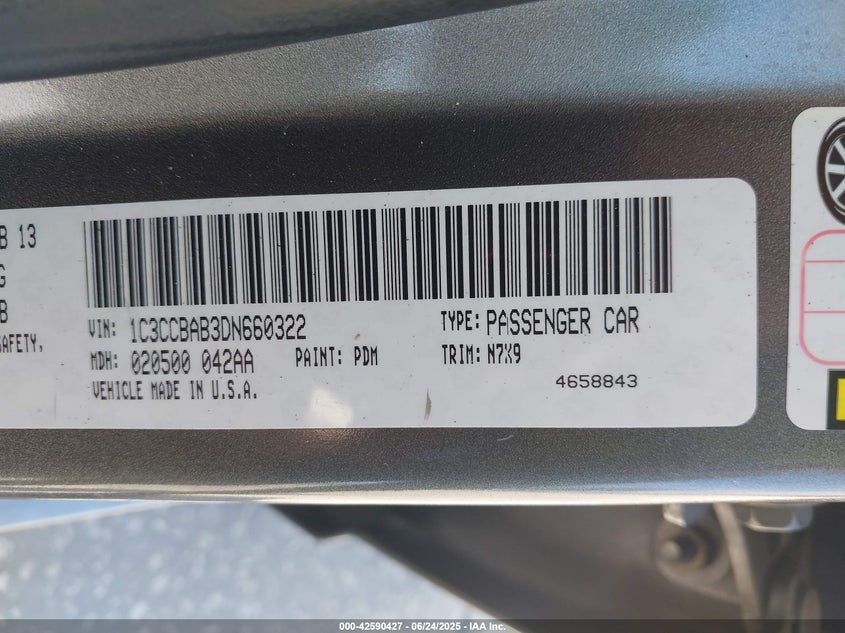 B 13
G
B
SAFETY,
VIN: 1C3CCBAB3DN660322
TYPE: PASSENGER CAR
MDH: 020500 042AA
PAINT: PDM
TRIM: N7X9
VEHICLE MADE IN U.S.A.
4658843
000-42590427 - 06/24/2025 - IAA Inc.